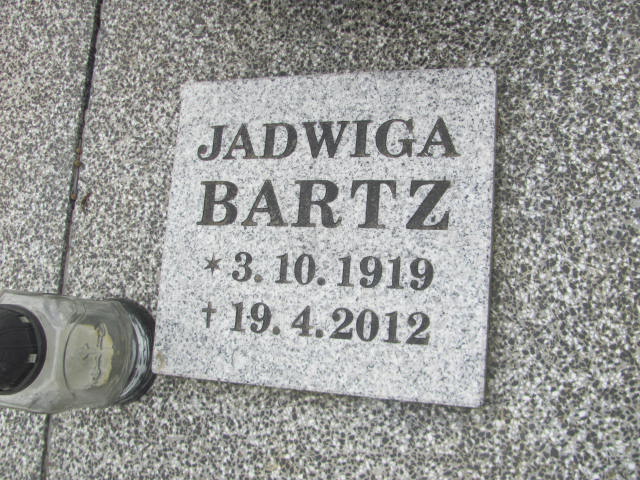 JADWIGA
BARTZ
* 3. 10. 1919
† 19. 4. 2012